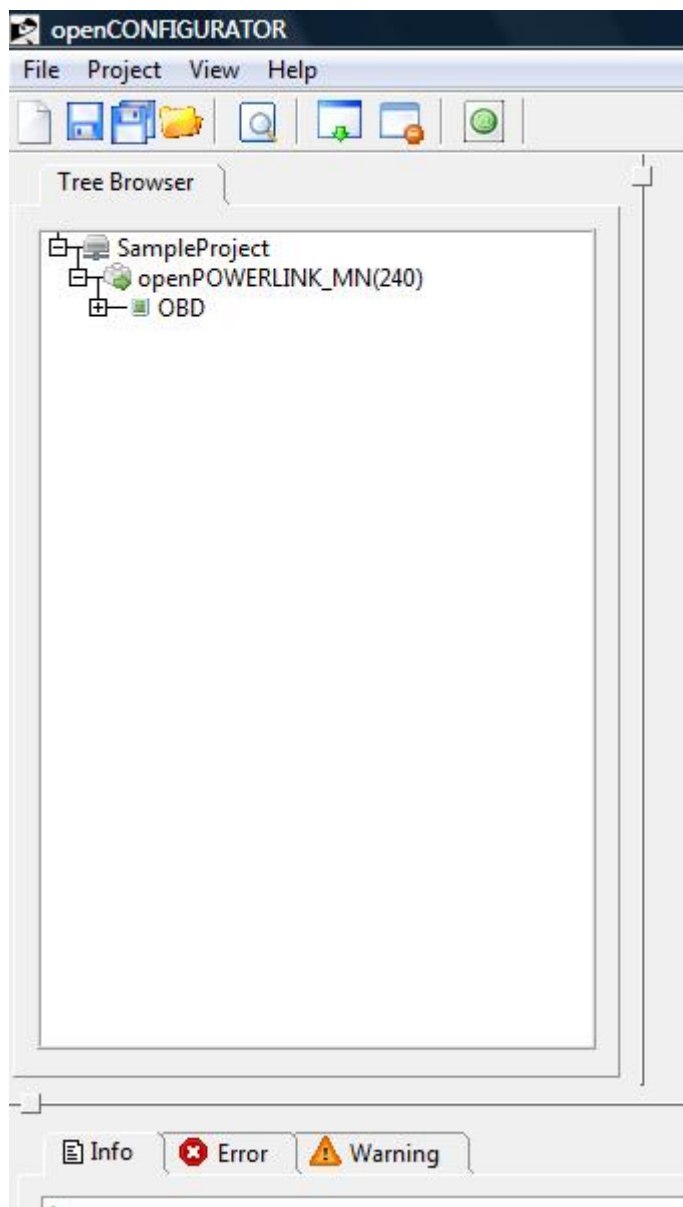 openCONFIGURATOR
File Project View Help
Tree Browser
SampleProject
openPOWERLINK_MN(240)
OBD
Info Error Warning